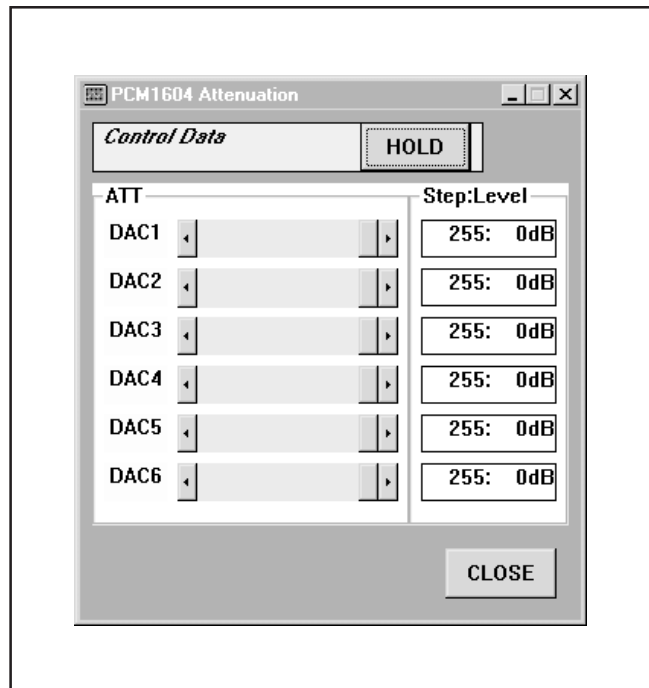 PCM1604 Attenuation
Control Data HOLD
ATT Step:Level
DAC1 255: 0dB
DAC2 255: 0dB
DAC3 255: 0dB
DAC4 255: 0dB
DAC5 255: 0dB
DAC6 255: 0dB
CLOSE